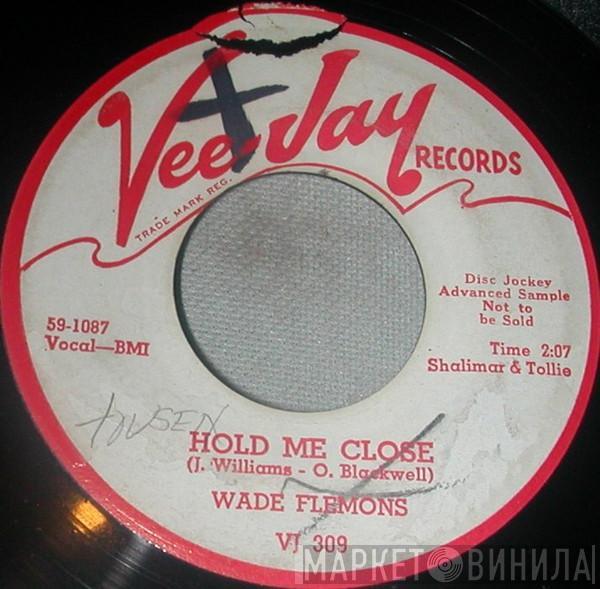 Vee-Jay RECORDS
TRADE MARK REG.
Disc Jockey
Advanced Sample
Not to
be Sold
59-1087
Vocal—BMI
Time 2:07
Shalimar & Tollie
HOLD ME CLOSE
(J. Williams - O. Blackwell)
WADE FLEMONS
VJ 309
МАРКЕТ ВИНИЛА